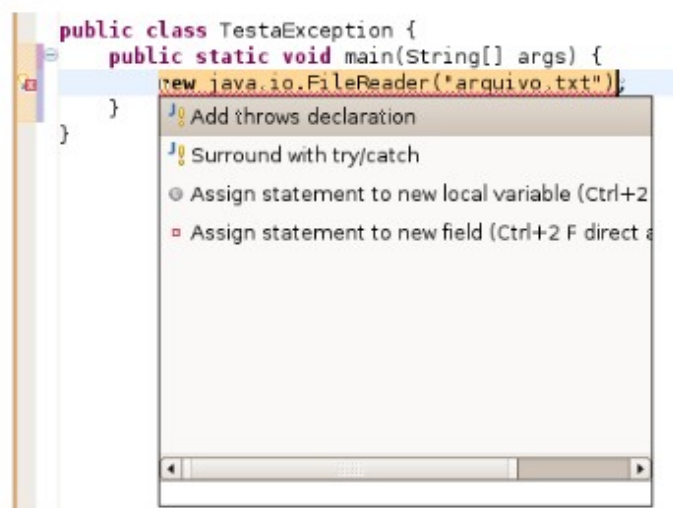 public class TestaException {
public static void main(String[] args) {
new java.io.FileReader("arquivo.txt");
}
}
Add throws declaration
Surround with try/catch
Assign statement to new local variable (Ctrl+2
Assign statement to new field (Ctrl+2 F direct a